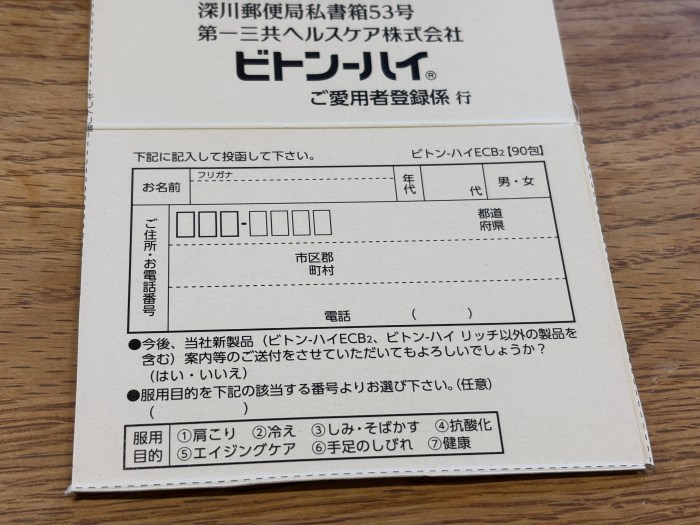 深川郵便局私書箱53号
第一三共ヘルスケア株式会社
ビトン-ハイ®
ご愛用者登録係 行
下記に記入して投函して下さい。 ビトン-ハイECB2【90包】
お名前 フリガナ 年代 代 男・女
ご住所・お電話番号
- 都道府県
市区郡町村
電話 ( )
●今後、当社新製品(ビトン-ハイECB2、ビトン-ハイ リッチ以外の製品を
含む)案内等のご送付をさせていただいてもよろしいでしょうか?
(はい・いいえ)
●服用目的を下記の該当する番号よりお選び下さい。(任意)
( )
服用目的
①肩こり ②冷え ③しみ・そばかす ④抗酸化
⑤エイジングケア ⑥手足のしびれ ⑦健康